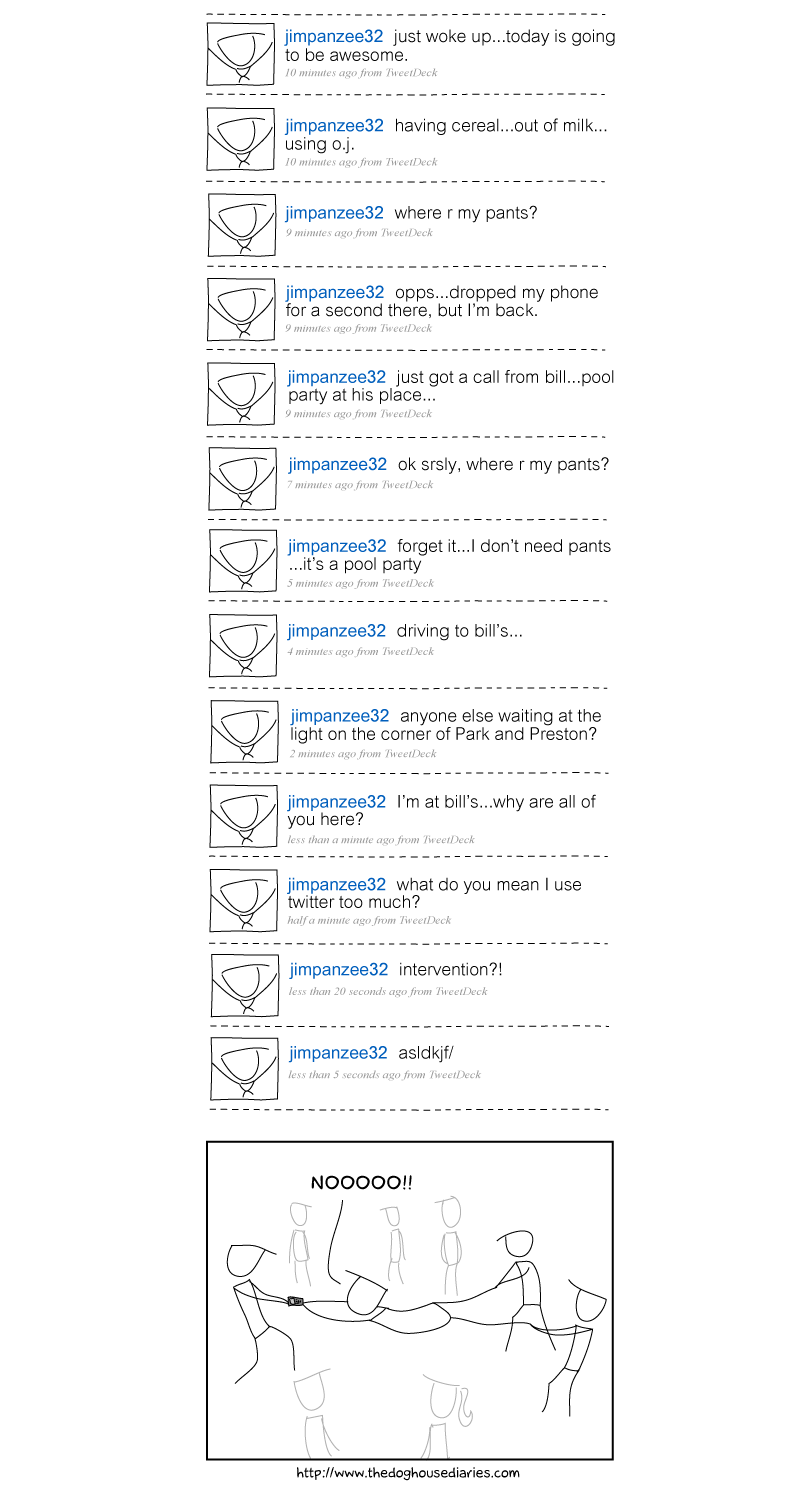 jimpanzee32 just woke up...today is going
to be awesome.
10 minutes ago from TweetDeck
jimpanzee32 having cereal...out of milk...
using o.j.
10 minutes ago from TweetDeck
jimpanzee32 where r my pants?
9 minutes ago from TweetDeck
jimpanzee32 opps...dropped my phone
for a second there, but I'm back.
9 minutes ago from TweetDeck
jimpanzee32 just got a call from bill...pool
party at his place...
9 minutes ago from TweetDeck
jimpanzee32 ok srsly, where r my pants?
7 minutes ago from TweetDeck
jimpanzee32 forget it...I don't need pants
...it's a pool party
5 minutes ago from TweetDeck
jimpanzee32 driving to bill's...
4 minutes ago from TweetDeck
jimpanzee32 anyone else waiting at the
light on the corner of Park and Preston?
2 minutes ago from TweetDeck
jimpanzee32 I'm at bill's...why are all of
you here?
less than a minute ago from TweetDeck
jimpanzee32 what do you mean I use
twitter too much?
half a minute ago from TweetDeck
jimpanzee32 intervention?!
less than 20 seconds ago from TweetDeck
jimpanzee32 asldkjf/
less than 5 seconds ago from TweetDeck
NOOOOO!!
http://www.thedoghousediaries.com